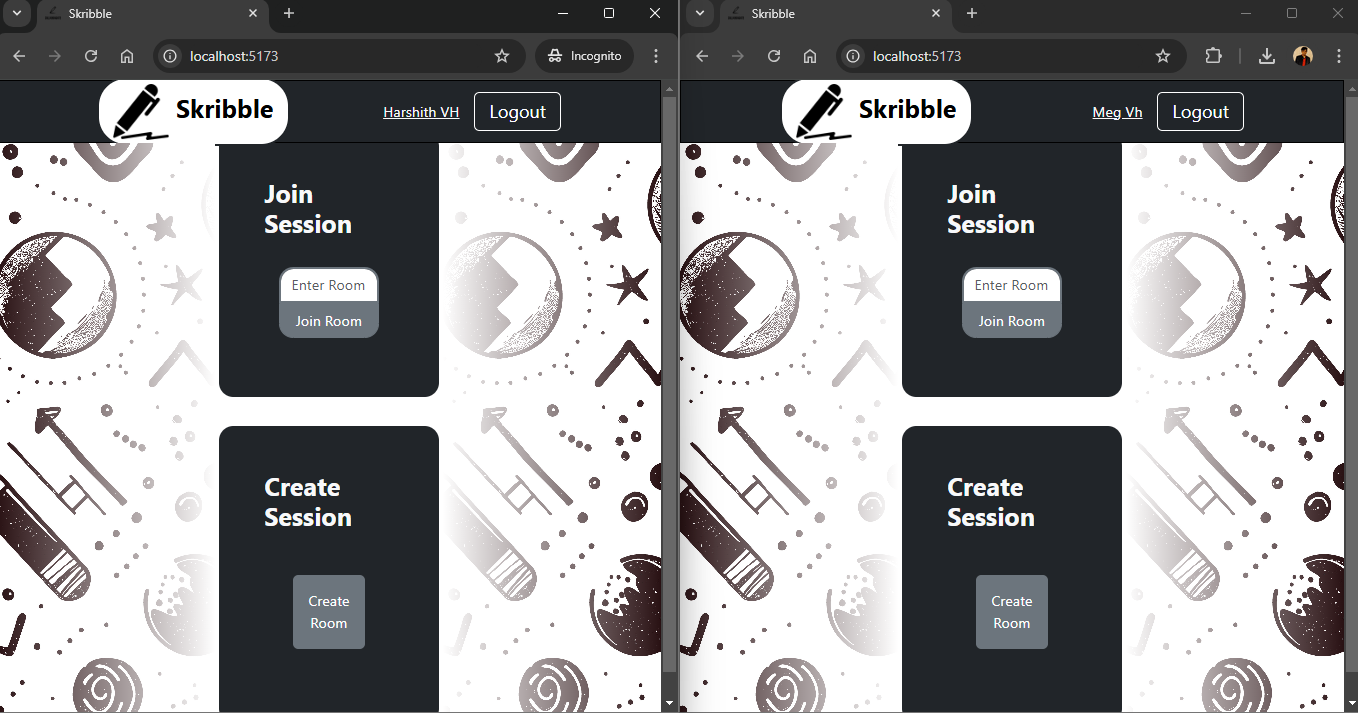 Skribble
localhost:5173
Incognito
Skribble
Harshith VH
Logout
Join
Session
Enter Room
Join Room
Create
Session
Create
Room
Skribble
localhost:5173
Skribble
Meg Vh
Logout
Join
Session
Enter Room
Join Room
Create
Session
Create
Room